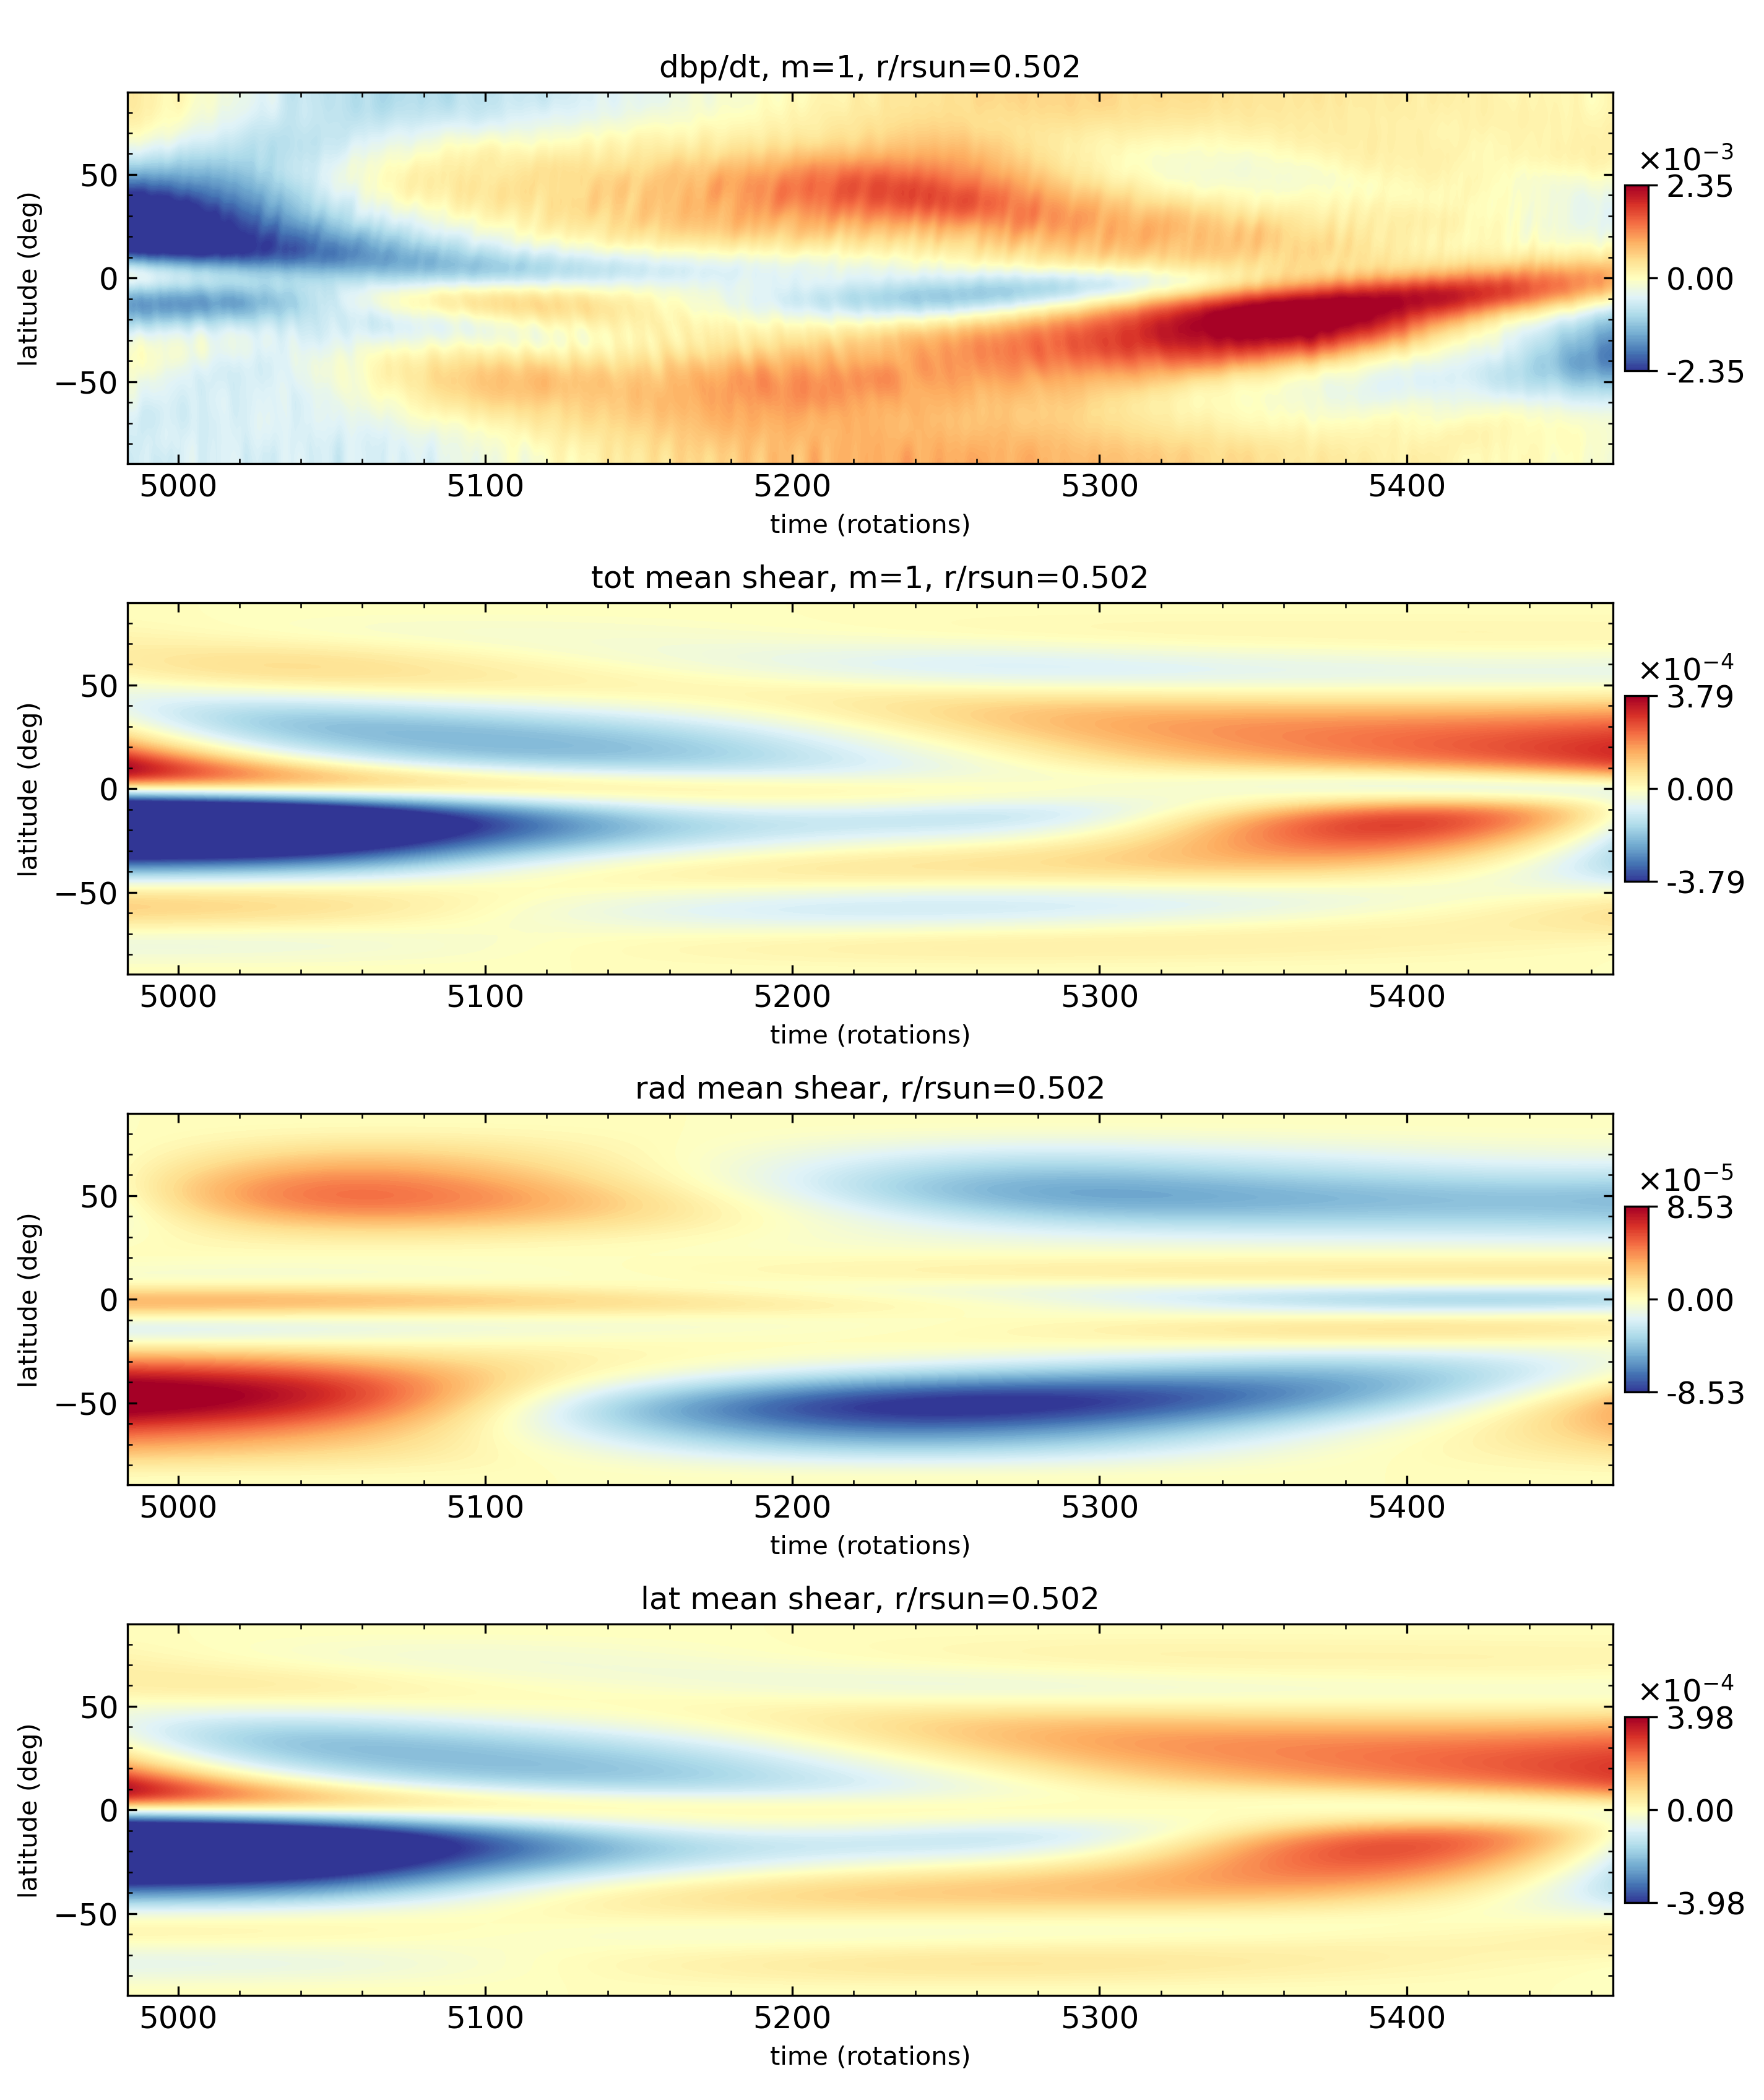 dbp/dt, m=1, r/rsun=0.502
×10⁻³
2.35
0.00
-2.35
50
0
−50
latitude (deg)
5000 5100 5200 5300 5400
time (rotations)
tot mean shear, m=1, r/rsun=0.502
×10⁻⁴
3.79
0.00
-3.79
50
0
−50
latitude (deg)
5000 5100 5200 5300 5400
time (rotations)
rad mean shear, r/rsun=0.502
×10⁻⁵
8.53
0.00
-8.53
50
0
−50
latitude (deg)
5000 5100 5200 5300 5400
time (rotations)
lat mean shear, r/rsun=0.502
×10⁻⁴
3.98
0.00
-3.98
50
0
−50
latitude (deg)
5000 5100 5200 5300 5400
time (rotations)